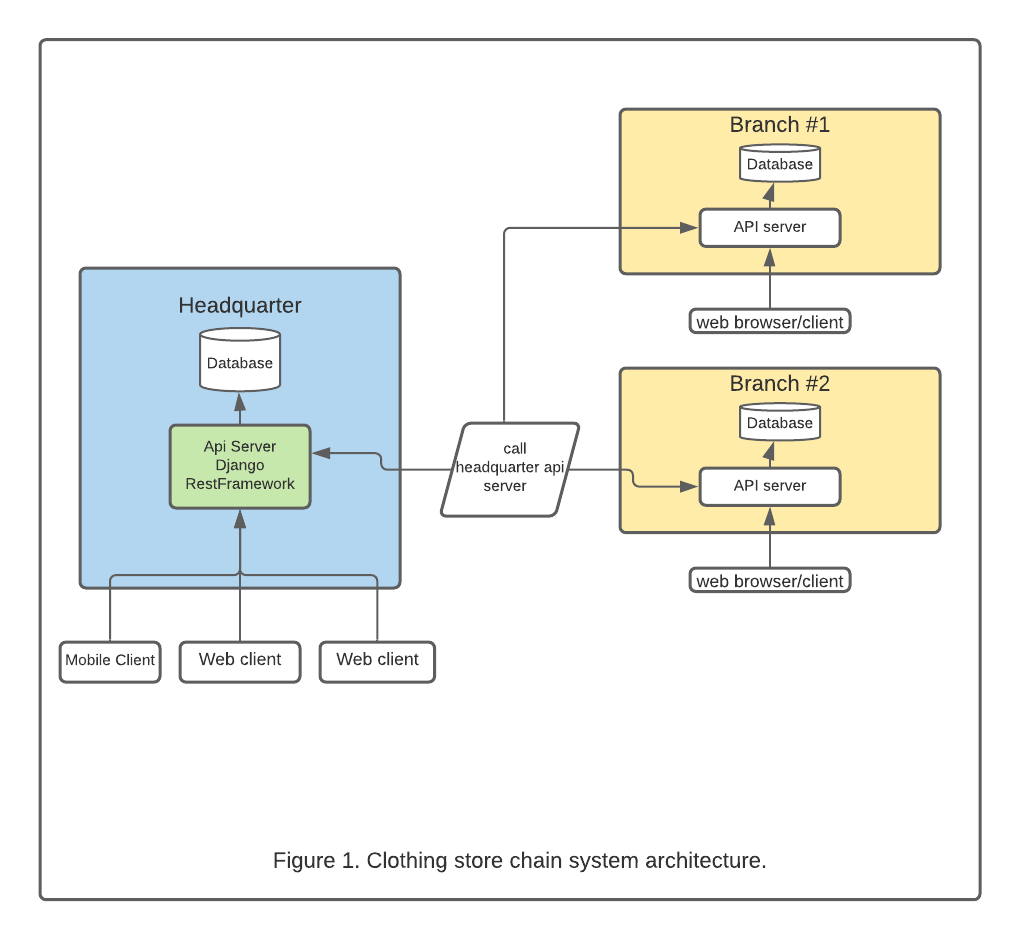 Branch #1
Database
API server
web browser/client
Headquarter
Database
Api Server
Django
RestFramework
call
headquarter api
server
Branch #2
Database
API server
web browser/client
Mobile Client
Web client
Web client
Figure 1. Clothing store chain system architecture.